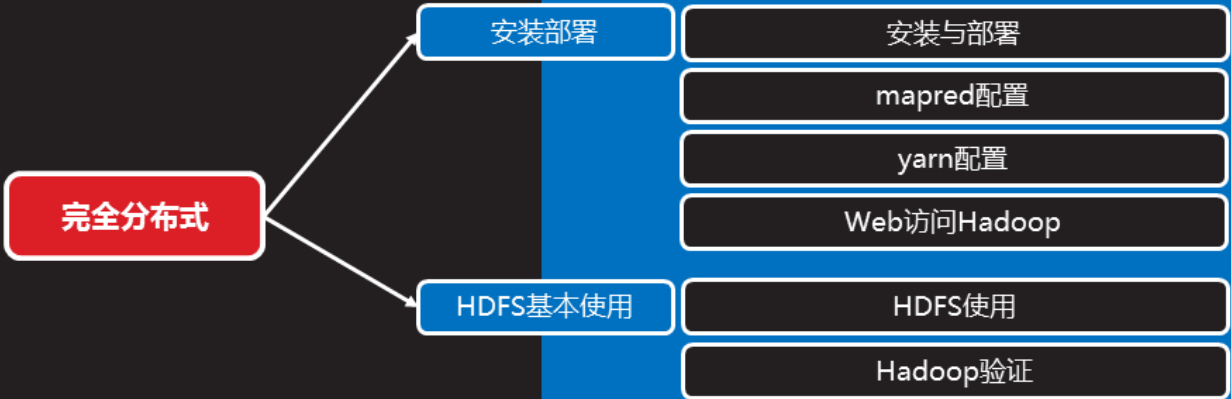 完全分布式
安装部署
安装与部署
mapred配置
yarn配置
Web访问Hadoop
HDFS基本使用
HDFS使用
Hadoop验证